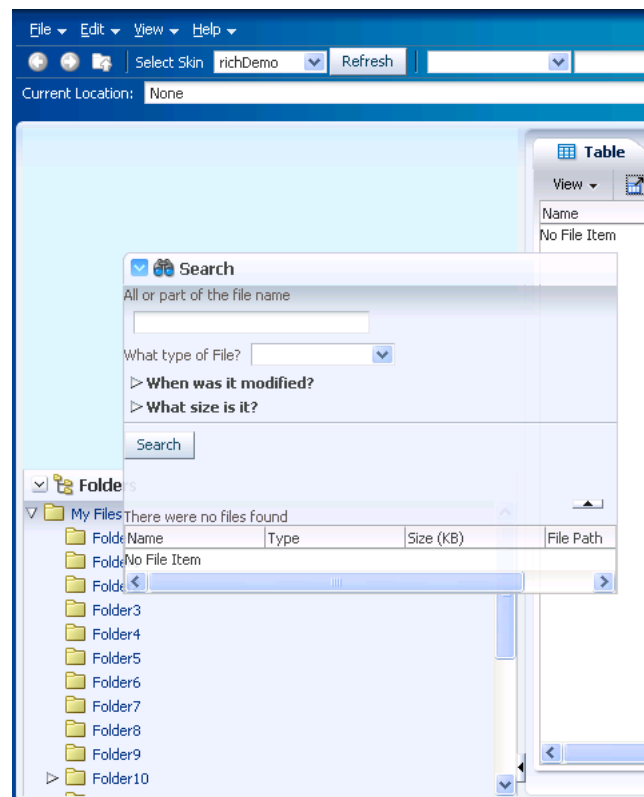 File Edit View Help
Select Skin richDemo Refresh
Current Location: None
Table
View
Name
No File Item
Search
All or part of the file name
What type of File?
When was it modified?
What size is it?
Search
There were no files found
Name Type Size (KB) File Path
No File Item
My Files
Folder3
Folder4
Folder5
Folder6
Folder7
Folder8
Folder9
Folder10